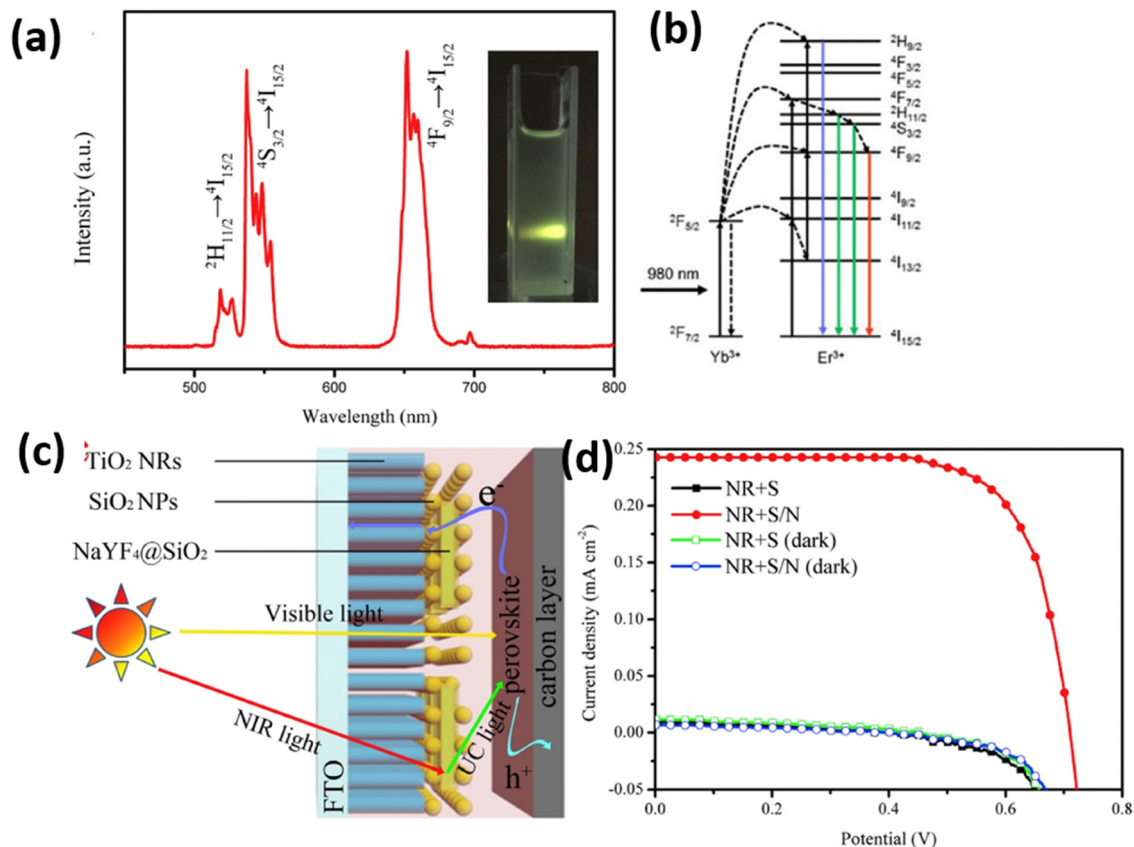 (a)
Intensity (a.u.)
²H₁₁/₂→⁴I₁₅/₂
⁴S₃/₂→⁴I₁₅/₂
⁴F₉/₂→⁴I₁₅/₂
500 600 700 800
Wavelength (nm)
(b)
²H₉/₂
⁴F₃/₂
⁴F₅/₂
⁴F₇/₂
²H₁₁/₂
⁴S₃/₂
⁴F₉/₂
⁴I₉/₂
²F₅/₂
⁴I₁₁/₂
⁴I₁₃/₂
980 nm
²F₇/₂
⁴I₁₅/₂
Yb³⁺ Er³⁺
(c)
TiO₂ NRs
SiO₂ NPs
NaYF₄@SiO₂
Visible light
NIR light
FTO
e⁻
UC light
h⁺
perovskite
carbon layer
(d)
Current density (mA cm⁻²)
0.25
0.20
0.15
0.10
0.05
0.00
-0.05
NR+S
NR+S/N
NR+S (dark)
NR+S/N (dark)
0.0 0.2 0.4 0.6 0.8
Potential (V)